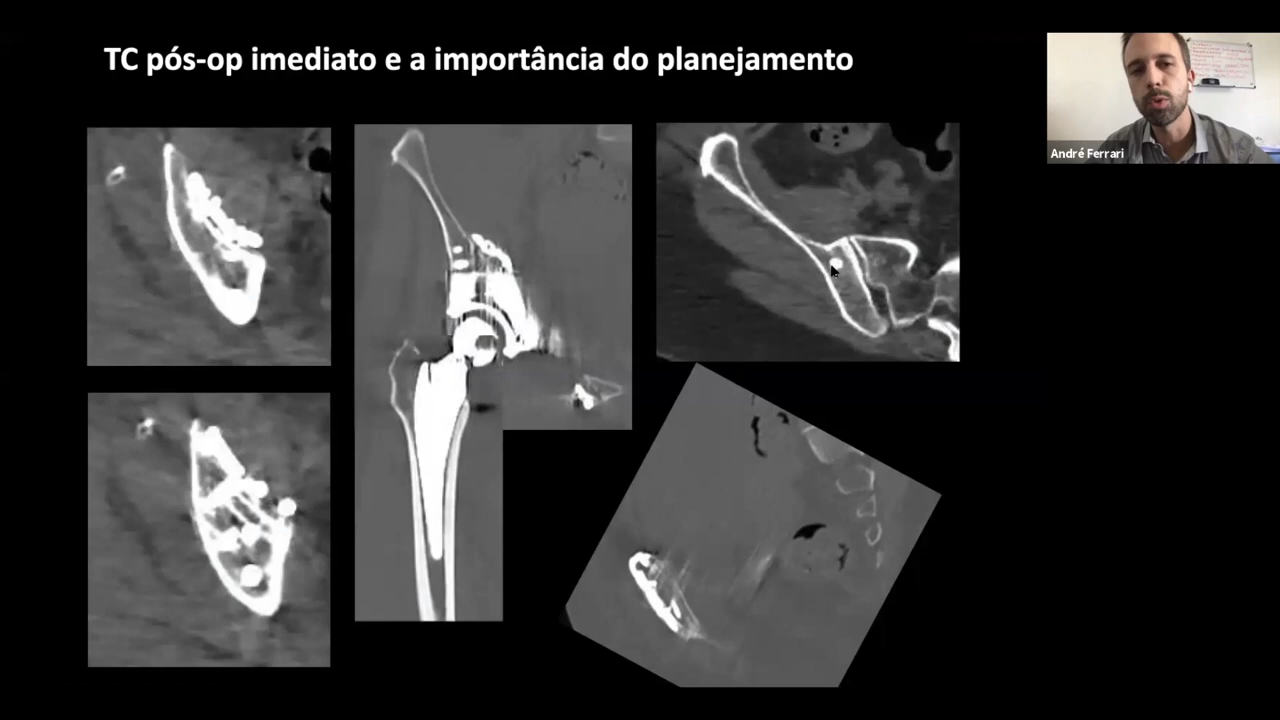 TC pós-op imediato e a importância do planejamento
André Ferrari